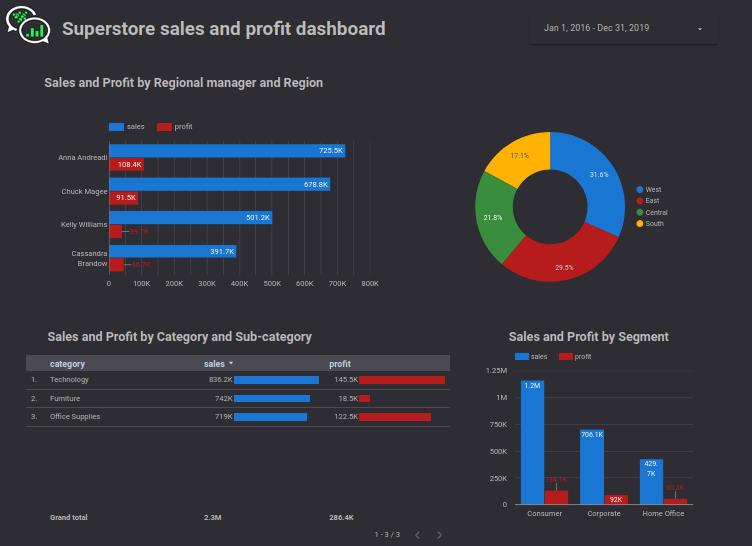 Superstore sales and profit dashboard
Jan 1, 2016 - Dec 31, 2019
Sales and Profit by Regional manager and Region
sales profit
Anna Andreadi 725.5K
108.4K
Chuck Magee 678.8K
91.5K
Kelly Williams 501.2K
39.7K
Cassandra
Brandow 391.7K
46.7K
0 100K 200K 300K 400K 500K 600K 700K 800K
17.1%
31.6%
21.8%
29.5%
West
East
Central
South
Sales and Profit by Category and Sub-category
category sales profit
1. Technology 836.2K 145.5K
2. Furniture 742K 18.5K
3. Office Supplies 719K 122.5K
Grand total 2.3M 286.4K
1 - 3 / 3
Sales and Profit by Segment
sales profit
1.25M
1M
750K
500K
250K
0
1.2M
706.1K
429.
7K
92K
Consumer Corporate Home Office